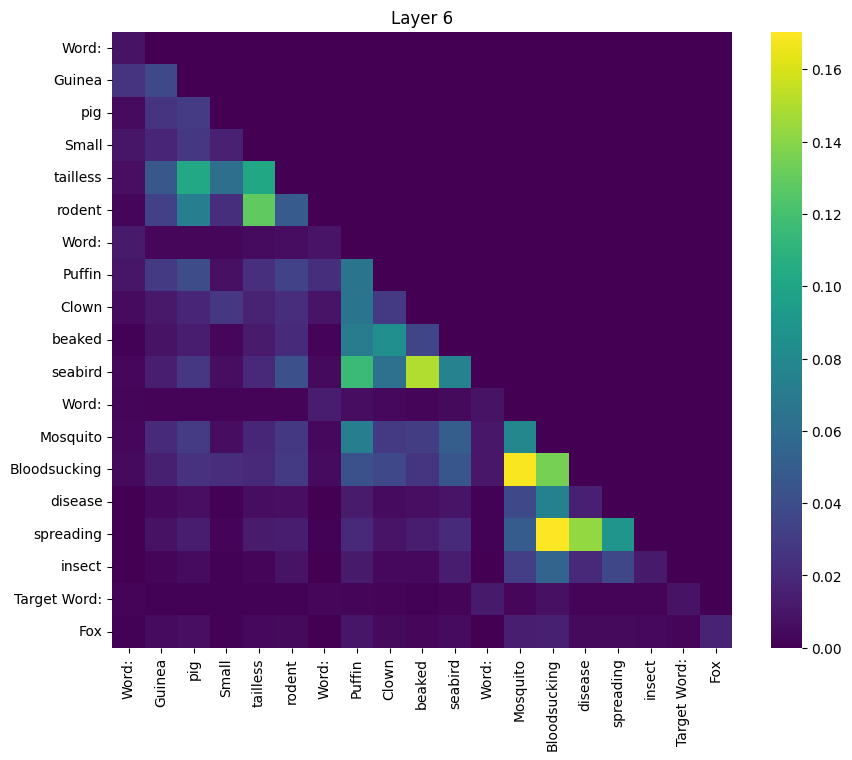 Layer 6
Word:
Guinea
pig
Small
tailless
rodent
Word:
Puffin
Clown
beaked
seabird
Word:
Mosquito
Bloodsucking
disease
spreading
insect
Target Word:
Fox
Word:
Guinea
pig
Small
tailless
rodent
Word:
Puffin
Clown
beaked
seabird
Word:
Mosquito
Bloodsucking
disease
spreading
insect
Target Word:
Fox
0.16
0.14
0.12
0.10
0.08
0.06
0.04
0.02
0.00